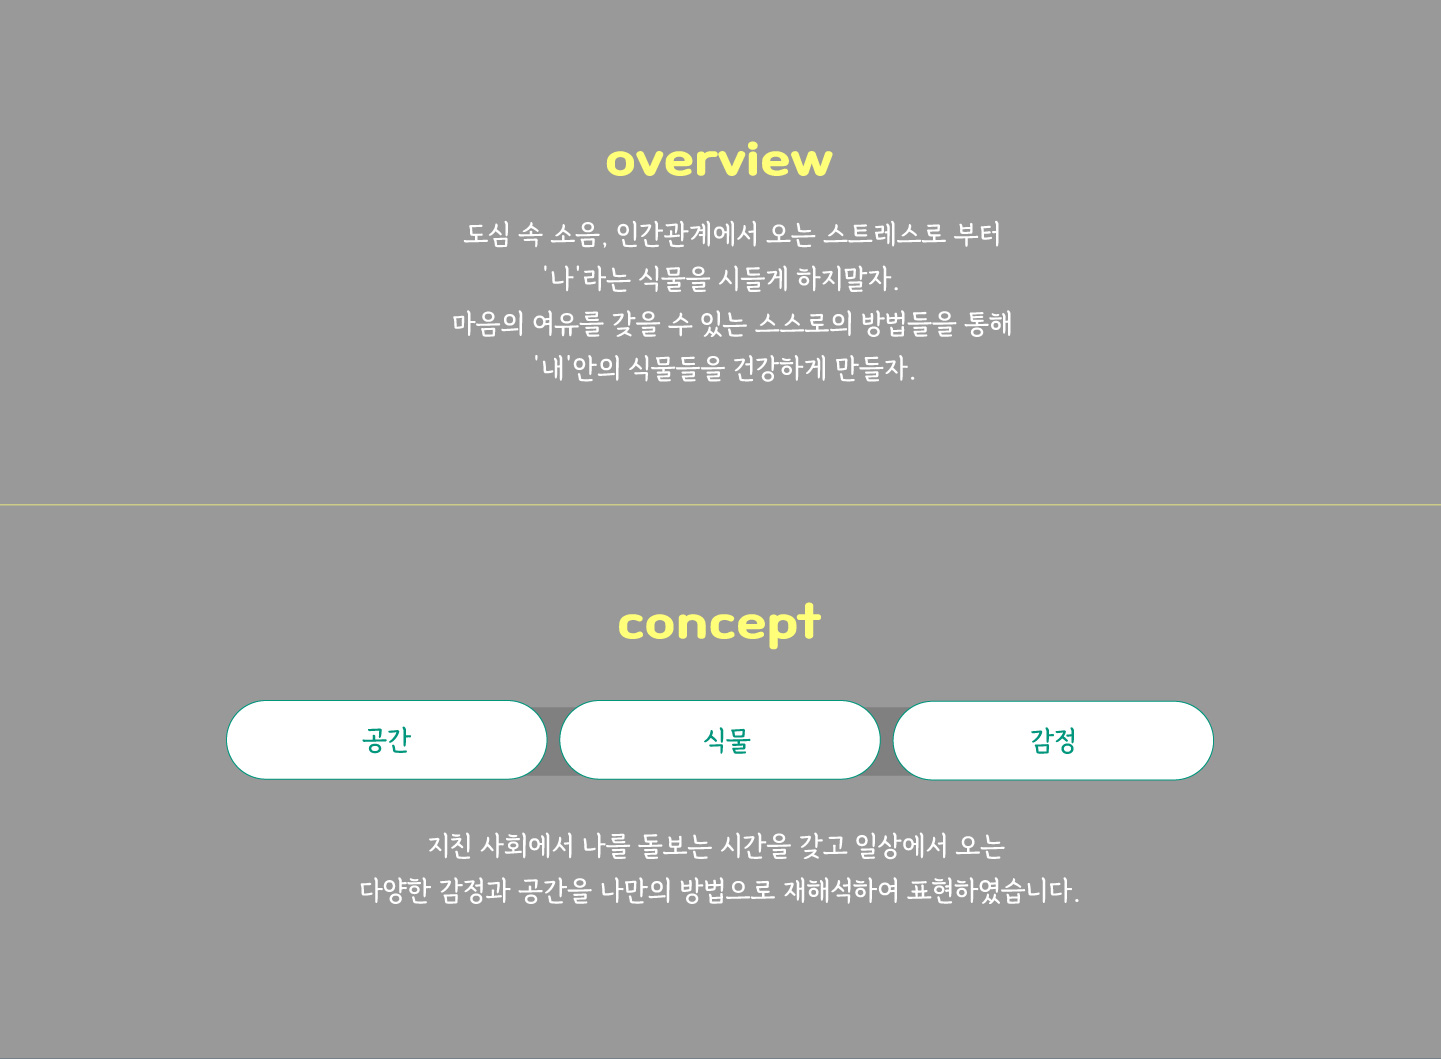 overview
도심 속 소음, 인간관계에서 오는 스트레스로 부터
'나'라는 식물을 시들게 하지말자.
마음의 여유를 갖을 수 있는 스스로의 방법들을 통해
'내'안의 식물들을 건강하게 만들자.
concept
공간 식물 감정
지친 사회에서 나를 돌보는 시간을 갖고 일상에서 오는
다양한 감정과 공간을 나만의 방법으로 재해석하여 표현하였습니다.